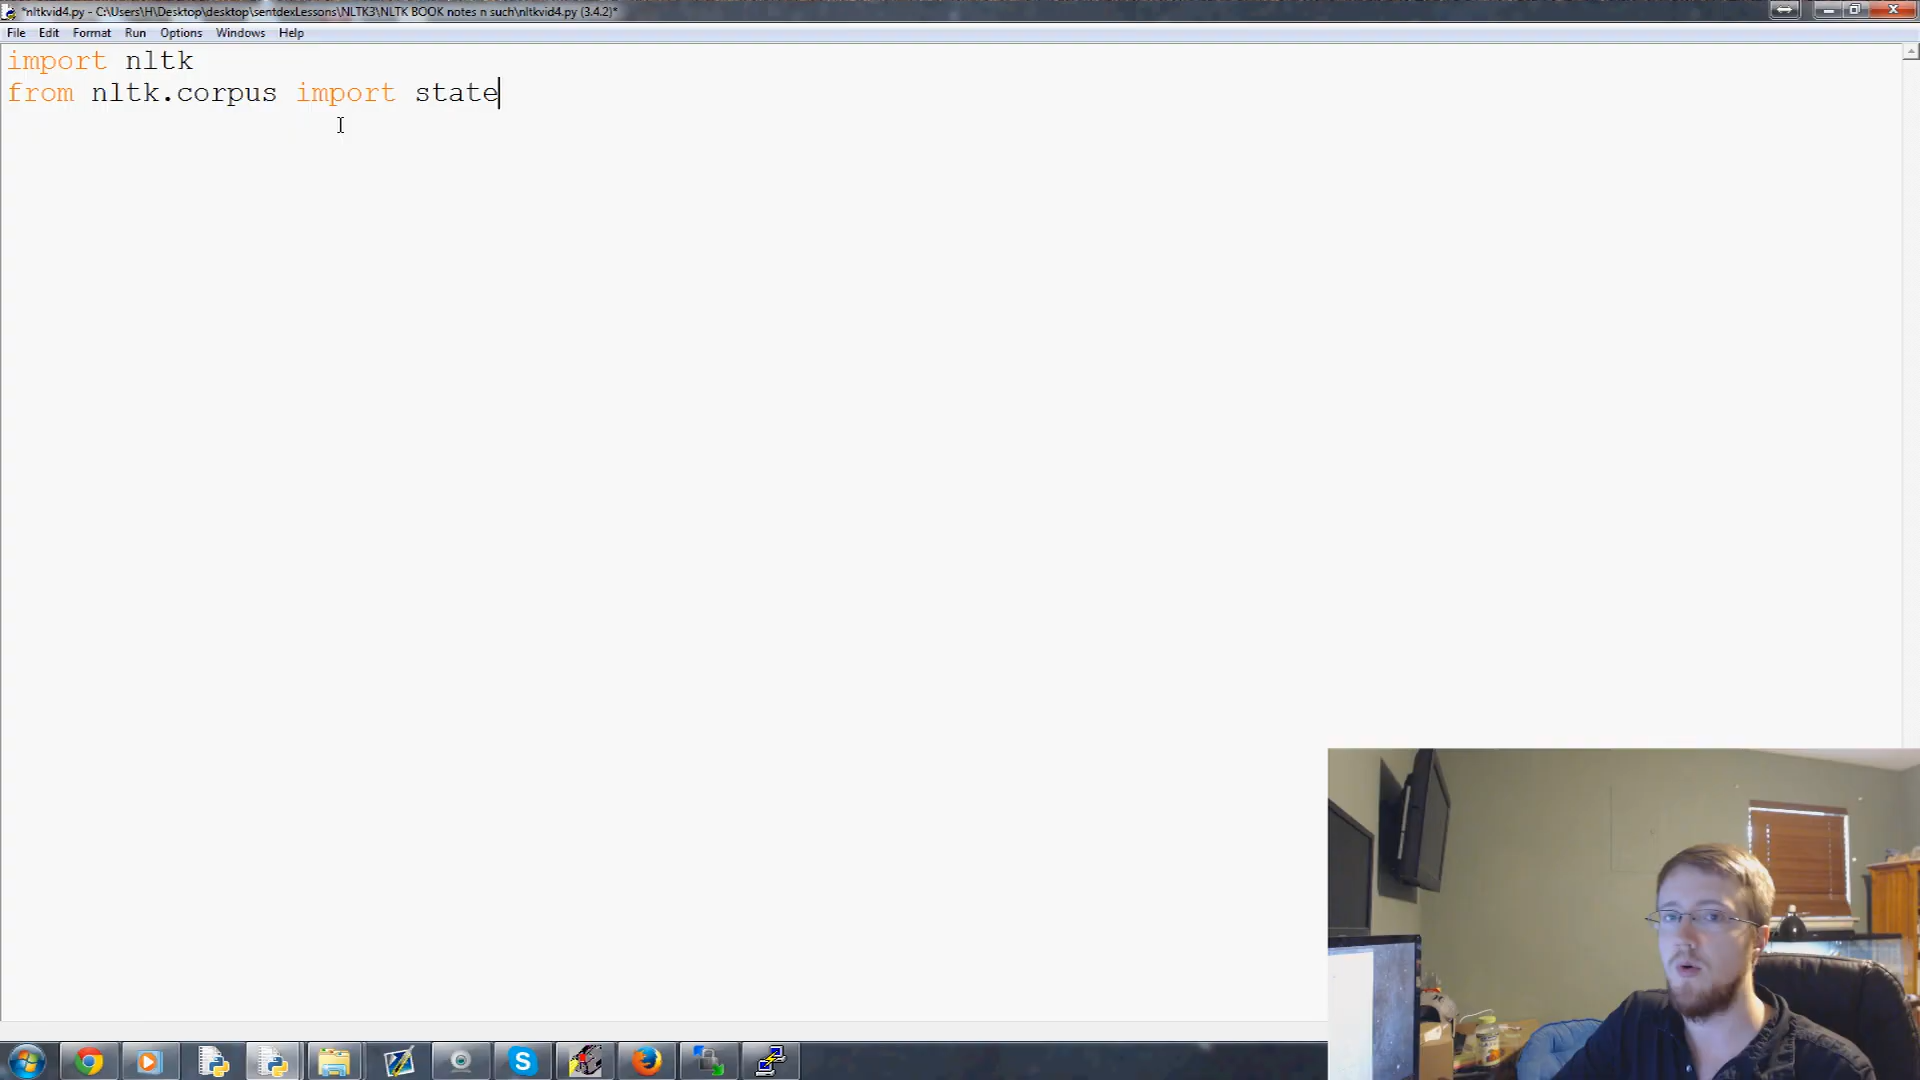 *nltkvid4.py - C:\Users\H\Desktop\desktop\sentdexLessons\NLTK3\NLTK BOOK notes n such\nltkvid4.py (3.4.2)*
File Edit Format Run Options Windows Help
import nltk
from nltk.corpus import state